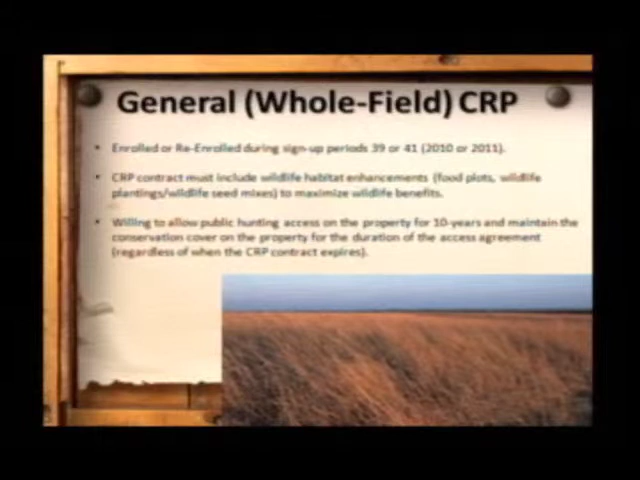 General (Whole-Field) CRP
• Enrolled or Re-Enrolled during sign-up periods 39 or 41 (2010 or 2011).
• CRP contract must include wildlife habitat enhancements (food plots, wildlife
plantings/wildlife seed mixes) to maximize wildlife benefits.
• Willing to allow public hunting access on the property for 10-years and maintain the
conservation cover on the property for the duration of the access agreement
(regardless of when the CRP contract expires).